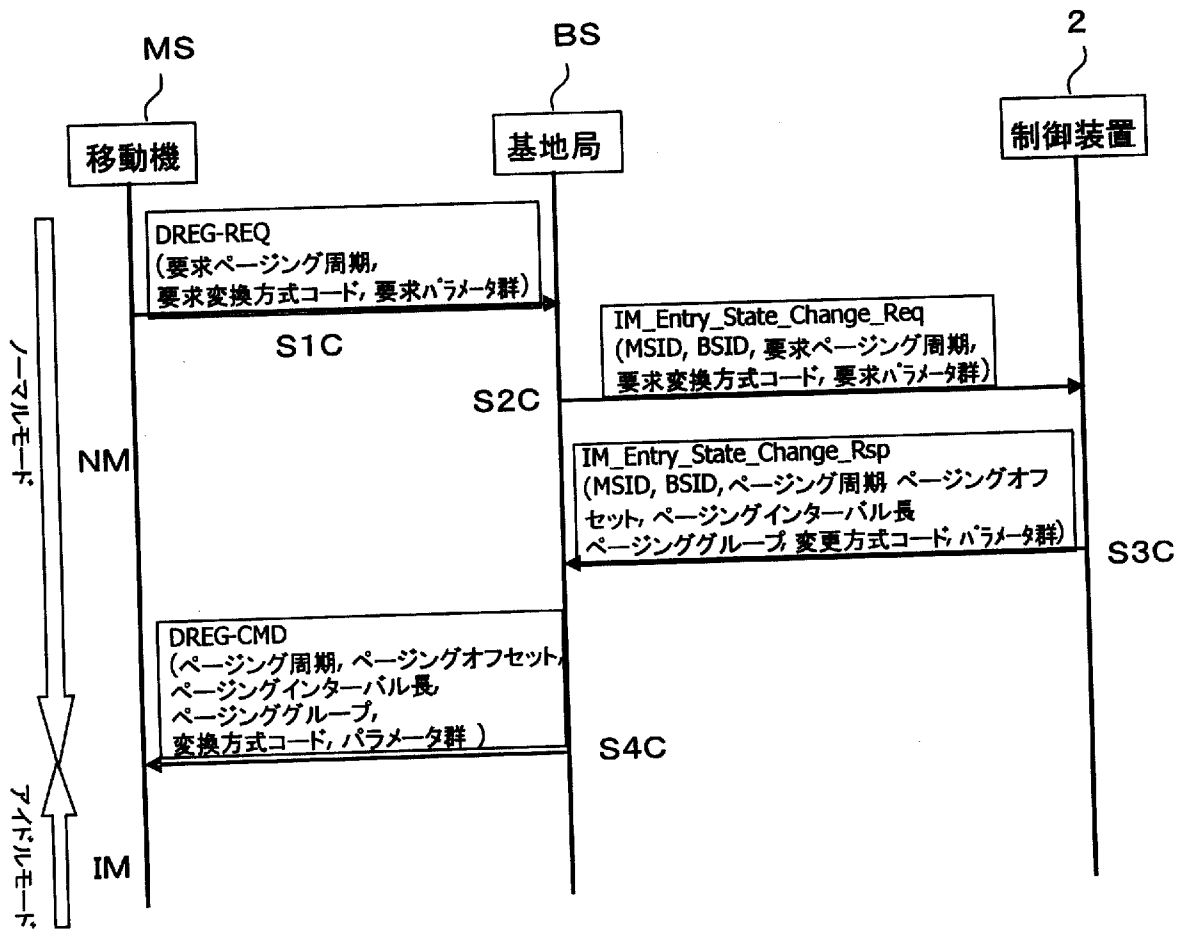 MS
BS
2
移動機
基地局
制御装置
DREG-REQ
(要求ページング周期,
要求変換方式コード, 要求パラメータ群)
S1C
IM_Entry_State_Change_Req
(MSID, BSID, 要求ページング周期,
要求変換方式コード, 要求パラメータ群)
S2C
ノーマルモード
NM
IM_Entry_State_Change_Rsp
(MSID, BSID, ページング周期, ページングオフ
セット, ページングインターバル長
ページンググループ, 変更方式コード, パラメータ群)
S3C
DREG-CMD
(ページング周期, ページングオフセット,
ページングインターバル長,
ページンググループ,
変換方式コード, パラメータ群 )
S4C
アイドルモード
IM